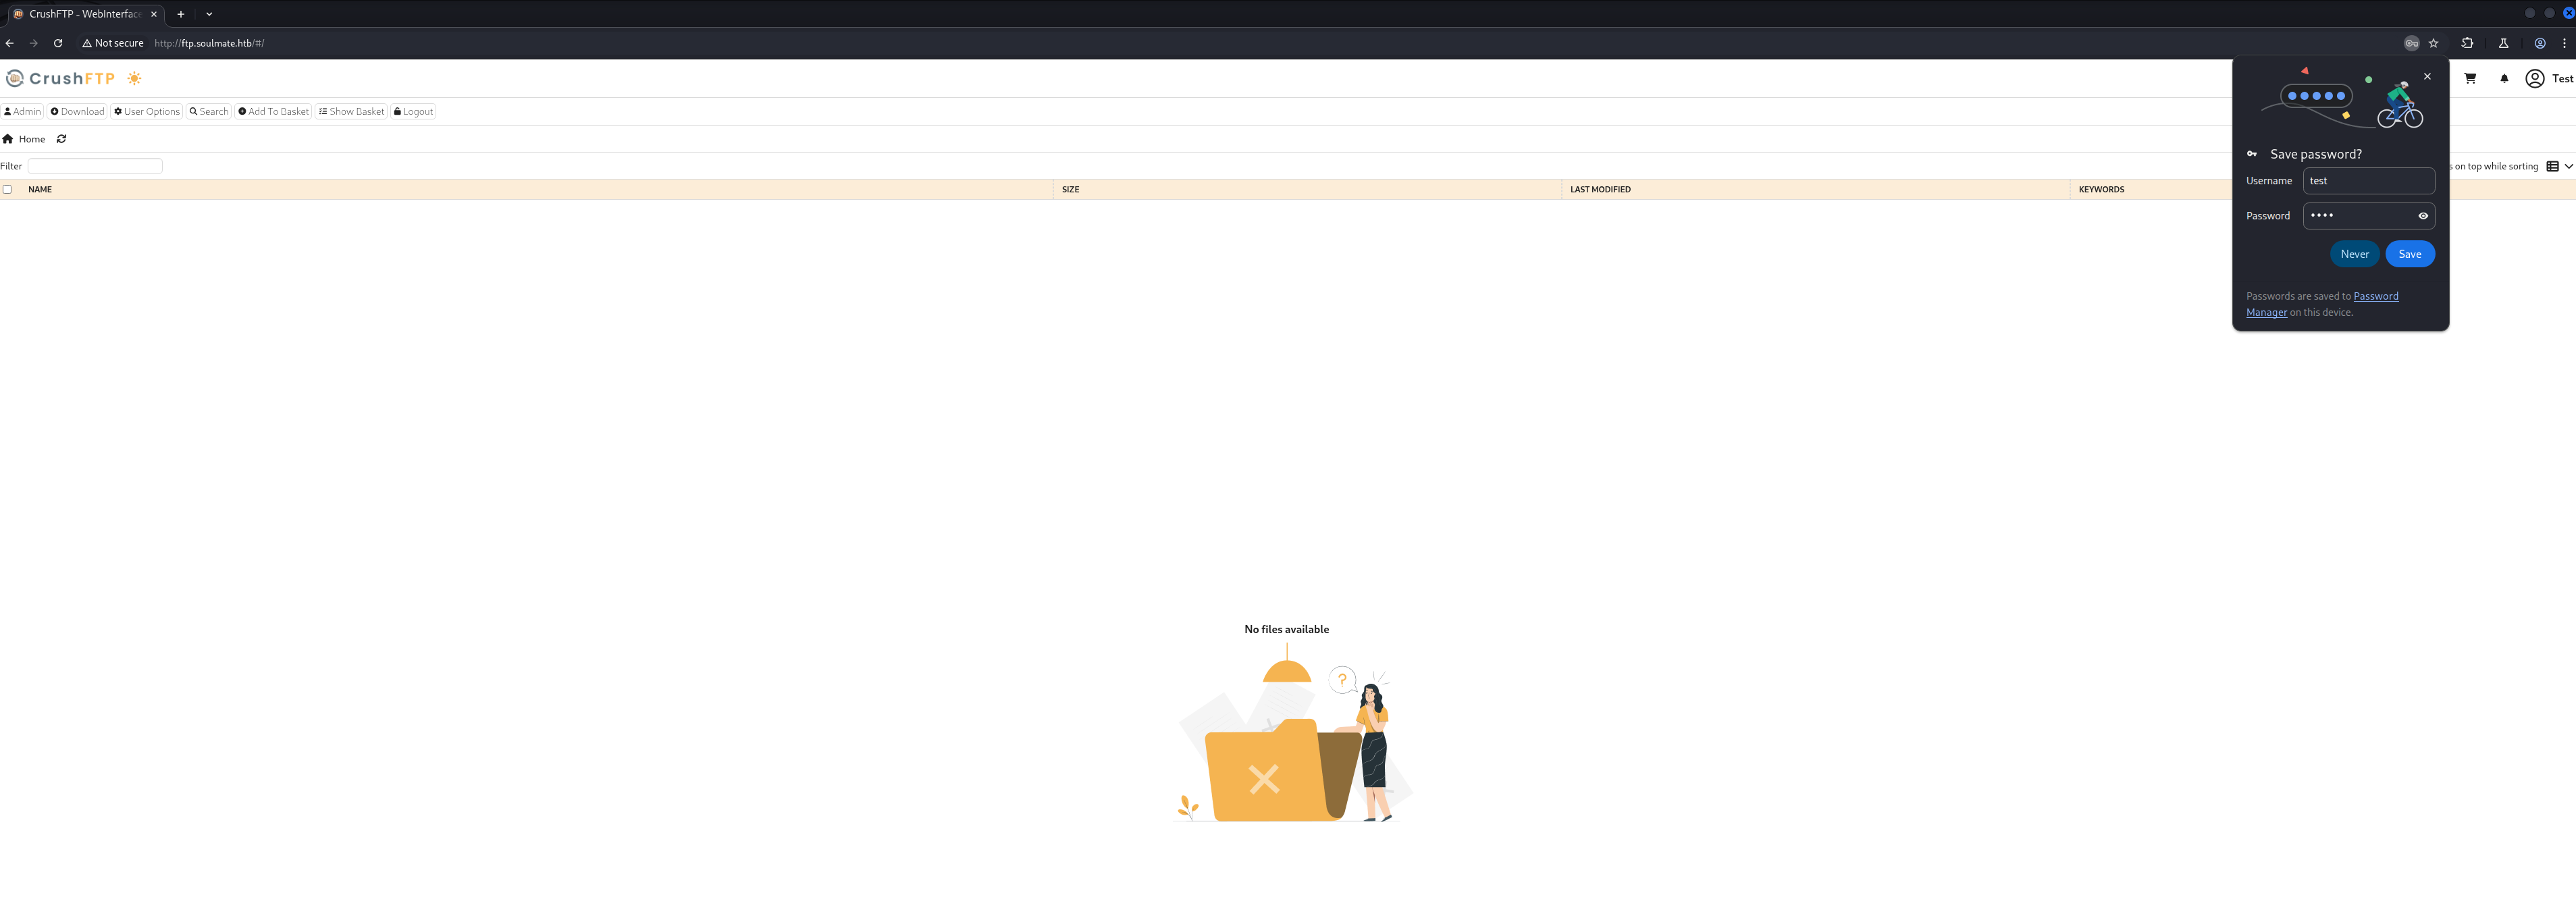 CrushFTP - WebInterface
Not secure http://ftp.soulmate.htb/#/
CrushFTP
Test
Admin Download User Options Search Add To Basket Show Basket Logout
Home
Filter
s on top while sorting
NAME SIZE LAST MODIFIED KEYWORDS
Save password?
Username test
Password ••••
Never Save
Passwords are saved to Password
Manager on this device.
No files available
?